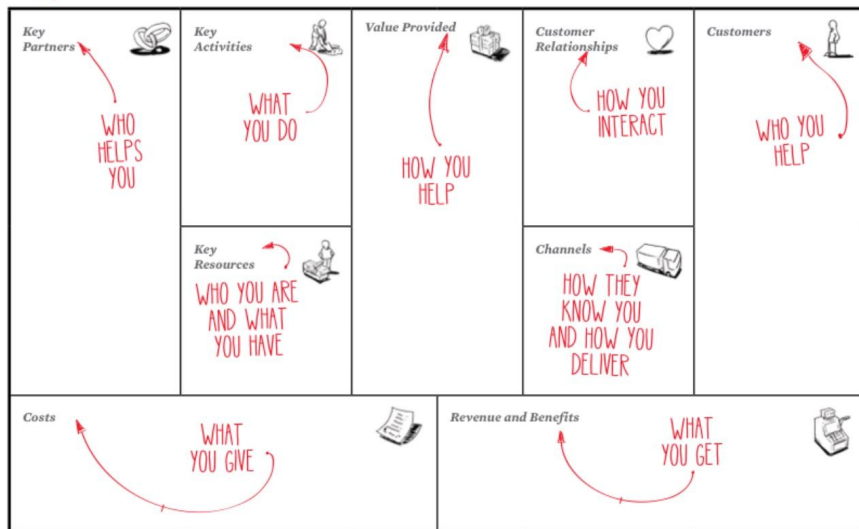 Key
Partners
WHO
HELPS
YOU
Key
Activities
WHAT
YOU DO
Key
Resources
WHO YOU ARE
AND WHAT
YOU HAVE
Value Provided
HOW YOU
HELP
Customer
Relationships
HOW YOU
INTERACT
Channels
HOW THEY
KNOW YOU
AND HOW YOU
DELIVER
Customers
WHO YOU
HELP
Costs
WHAT
YOU GIVE
Revenue and Benefits
WHAT
YOU GET